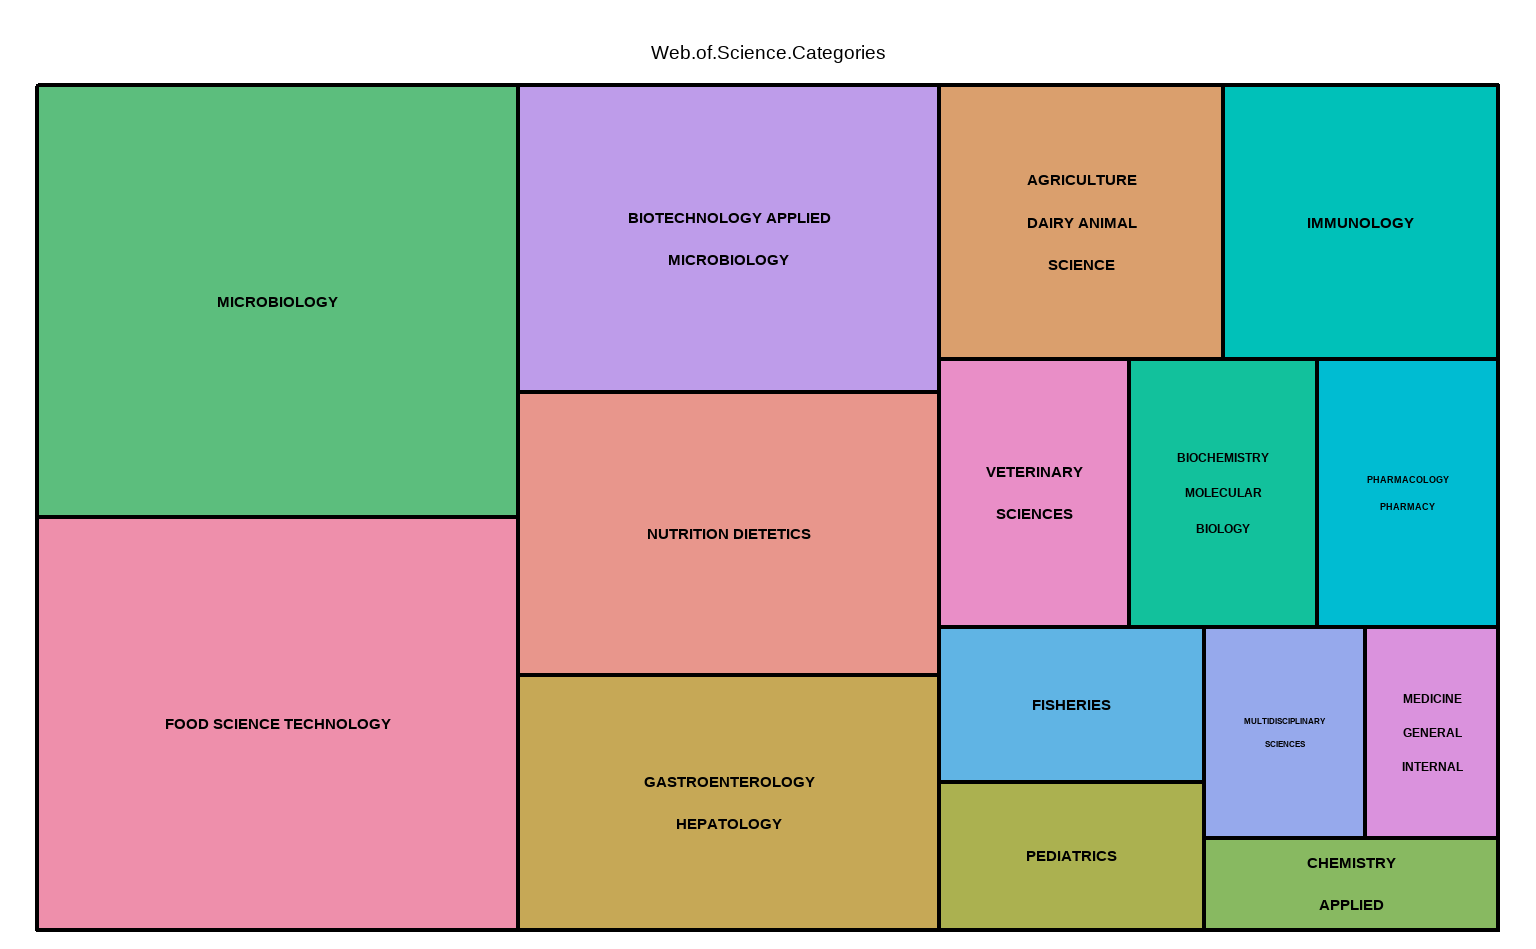 Web.of.Science.Categories
MICROBIOLOGY
FOOD SCIENCE TECHNOLOGY
BIOTECHNOLOGY APPLIED
MICROBIOLOGY
NUTRITION DIETETICS
GASTROENTEROLOGY
HEPATOLOGY
AGRICULTURE
DAIRY ANIMAL
SCIENCE
IMMUNOLOGY
VETERINARY
SCIENCES
BIOCHEMISTRY
MOLECULAR
BIOLOGY
PHARMACOLOGY
PHARMACY
FISHERIES
PEDIATRICS
MULTIDISCIPLINARY
SCIENCES
MEDICINE
GENERAL
INTERNAL
CHEMISTRY
APPLIED